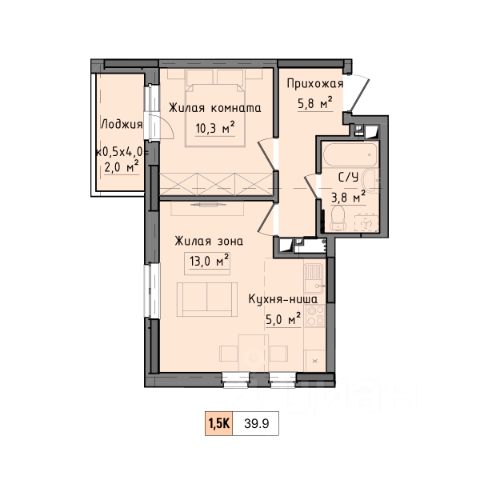 Прихожая
5,8 м²
Жилая комната
10,3 м²
Лоджия
к0,5х4,0=
2,0 м²
С/У
3,8 м²
Жилая зона
13,0 м²
Кухня-ниша
5,0 м²
1,5К 39.9